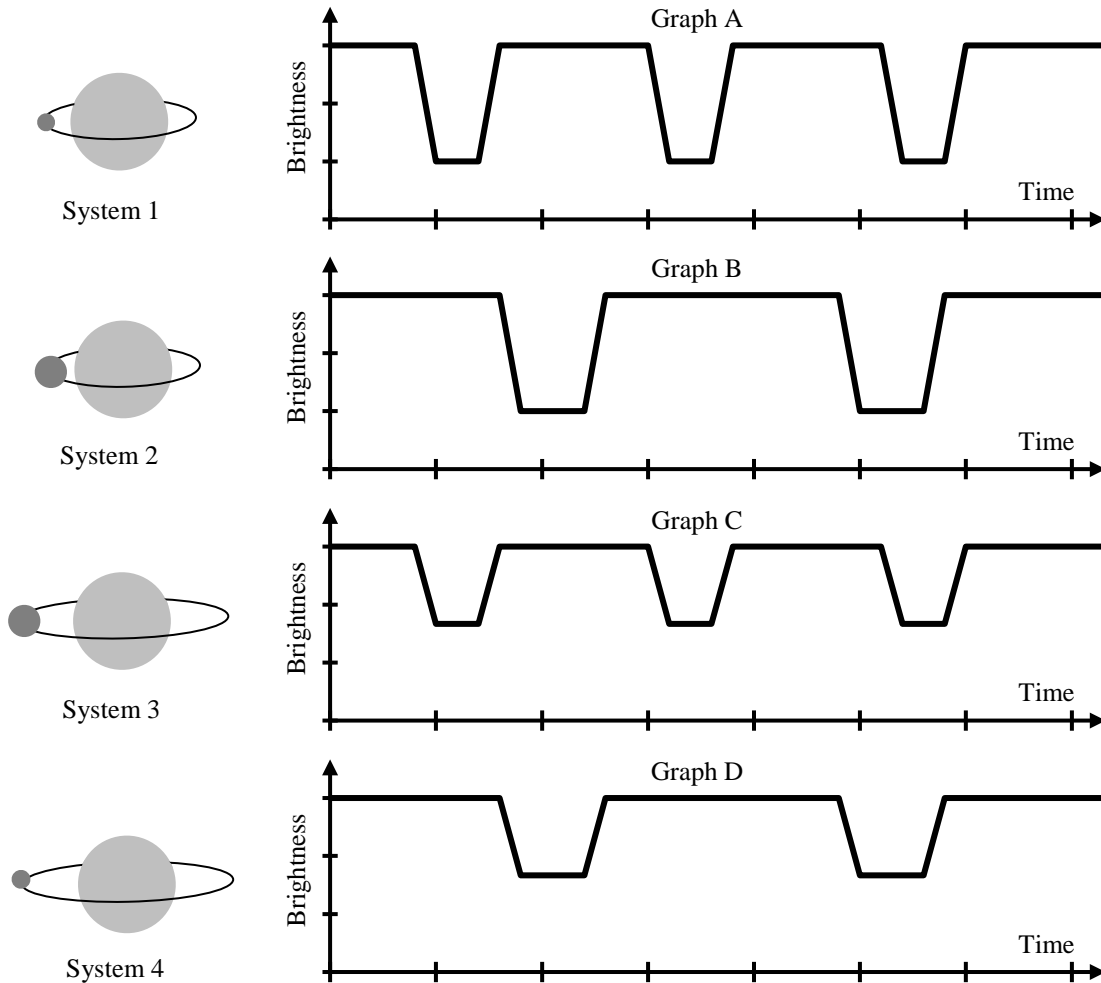 Graph A
Brightness
Time
System 1
Graph B
Brightness
Time
System 2
Graph C
Brightness
Time
System 3
Graph D
Brightness
Time
System 4